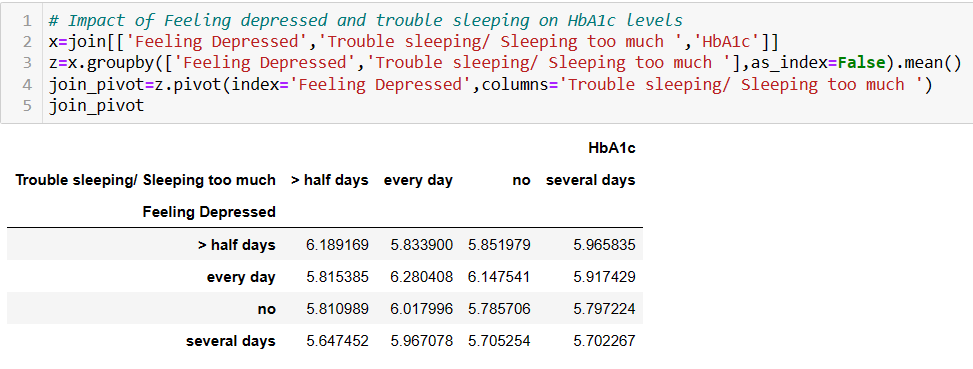 1 # Impact of Feeling depressed and trouble sleeping on HbA1c levels
2 x=join[['Feeling Depressed','Trouble sleeping/ Sleeping too much ','HbA1c']]
3 z=x.groupby(['Feeling Depressed','Trouble sleeping/ Sleeping too much '],as_index=False).mean()
4 join_pivot=z.pivot(index='Feeling Depressed',columns='Trouble sleeping/ Sleeping too much ')
5 join_pivot
HbA1c
Trouble sleeping/ Sleeping too much > half days every day no several days
Feeling Depressed
> half days 6.189169 5.833900 5.851979 5.965835
every day 5.815385 6.280408 6.147541 5.917429
no 5.810989 6.017996 5.785706 5.797224
several days 5.647452 5.967078 5.705254 5.702267